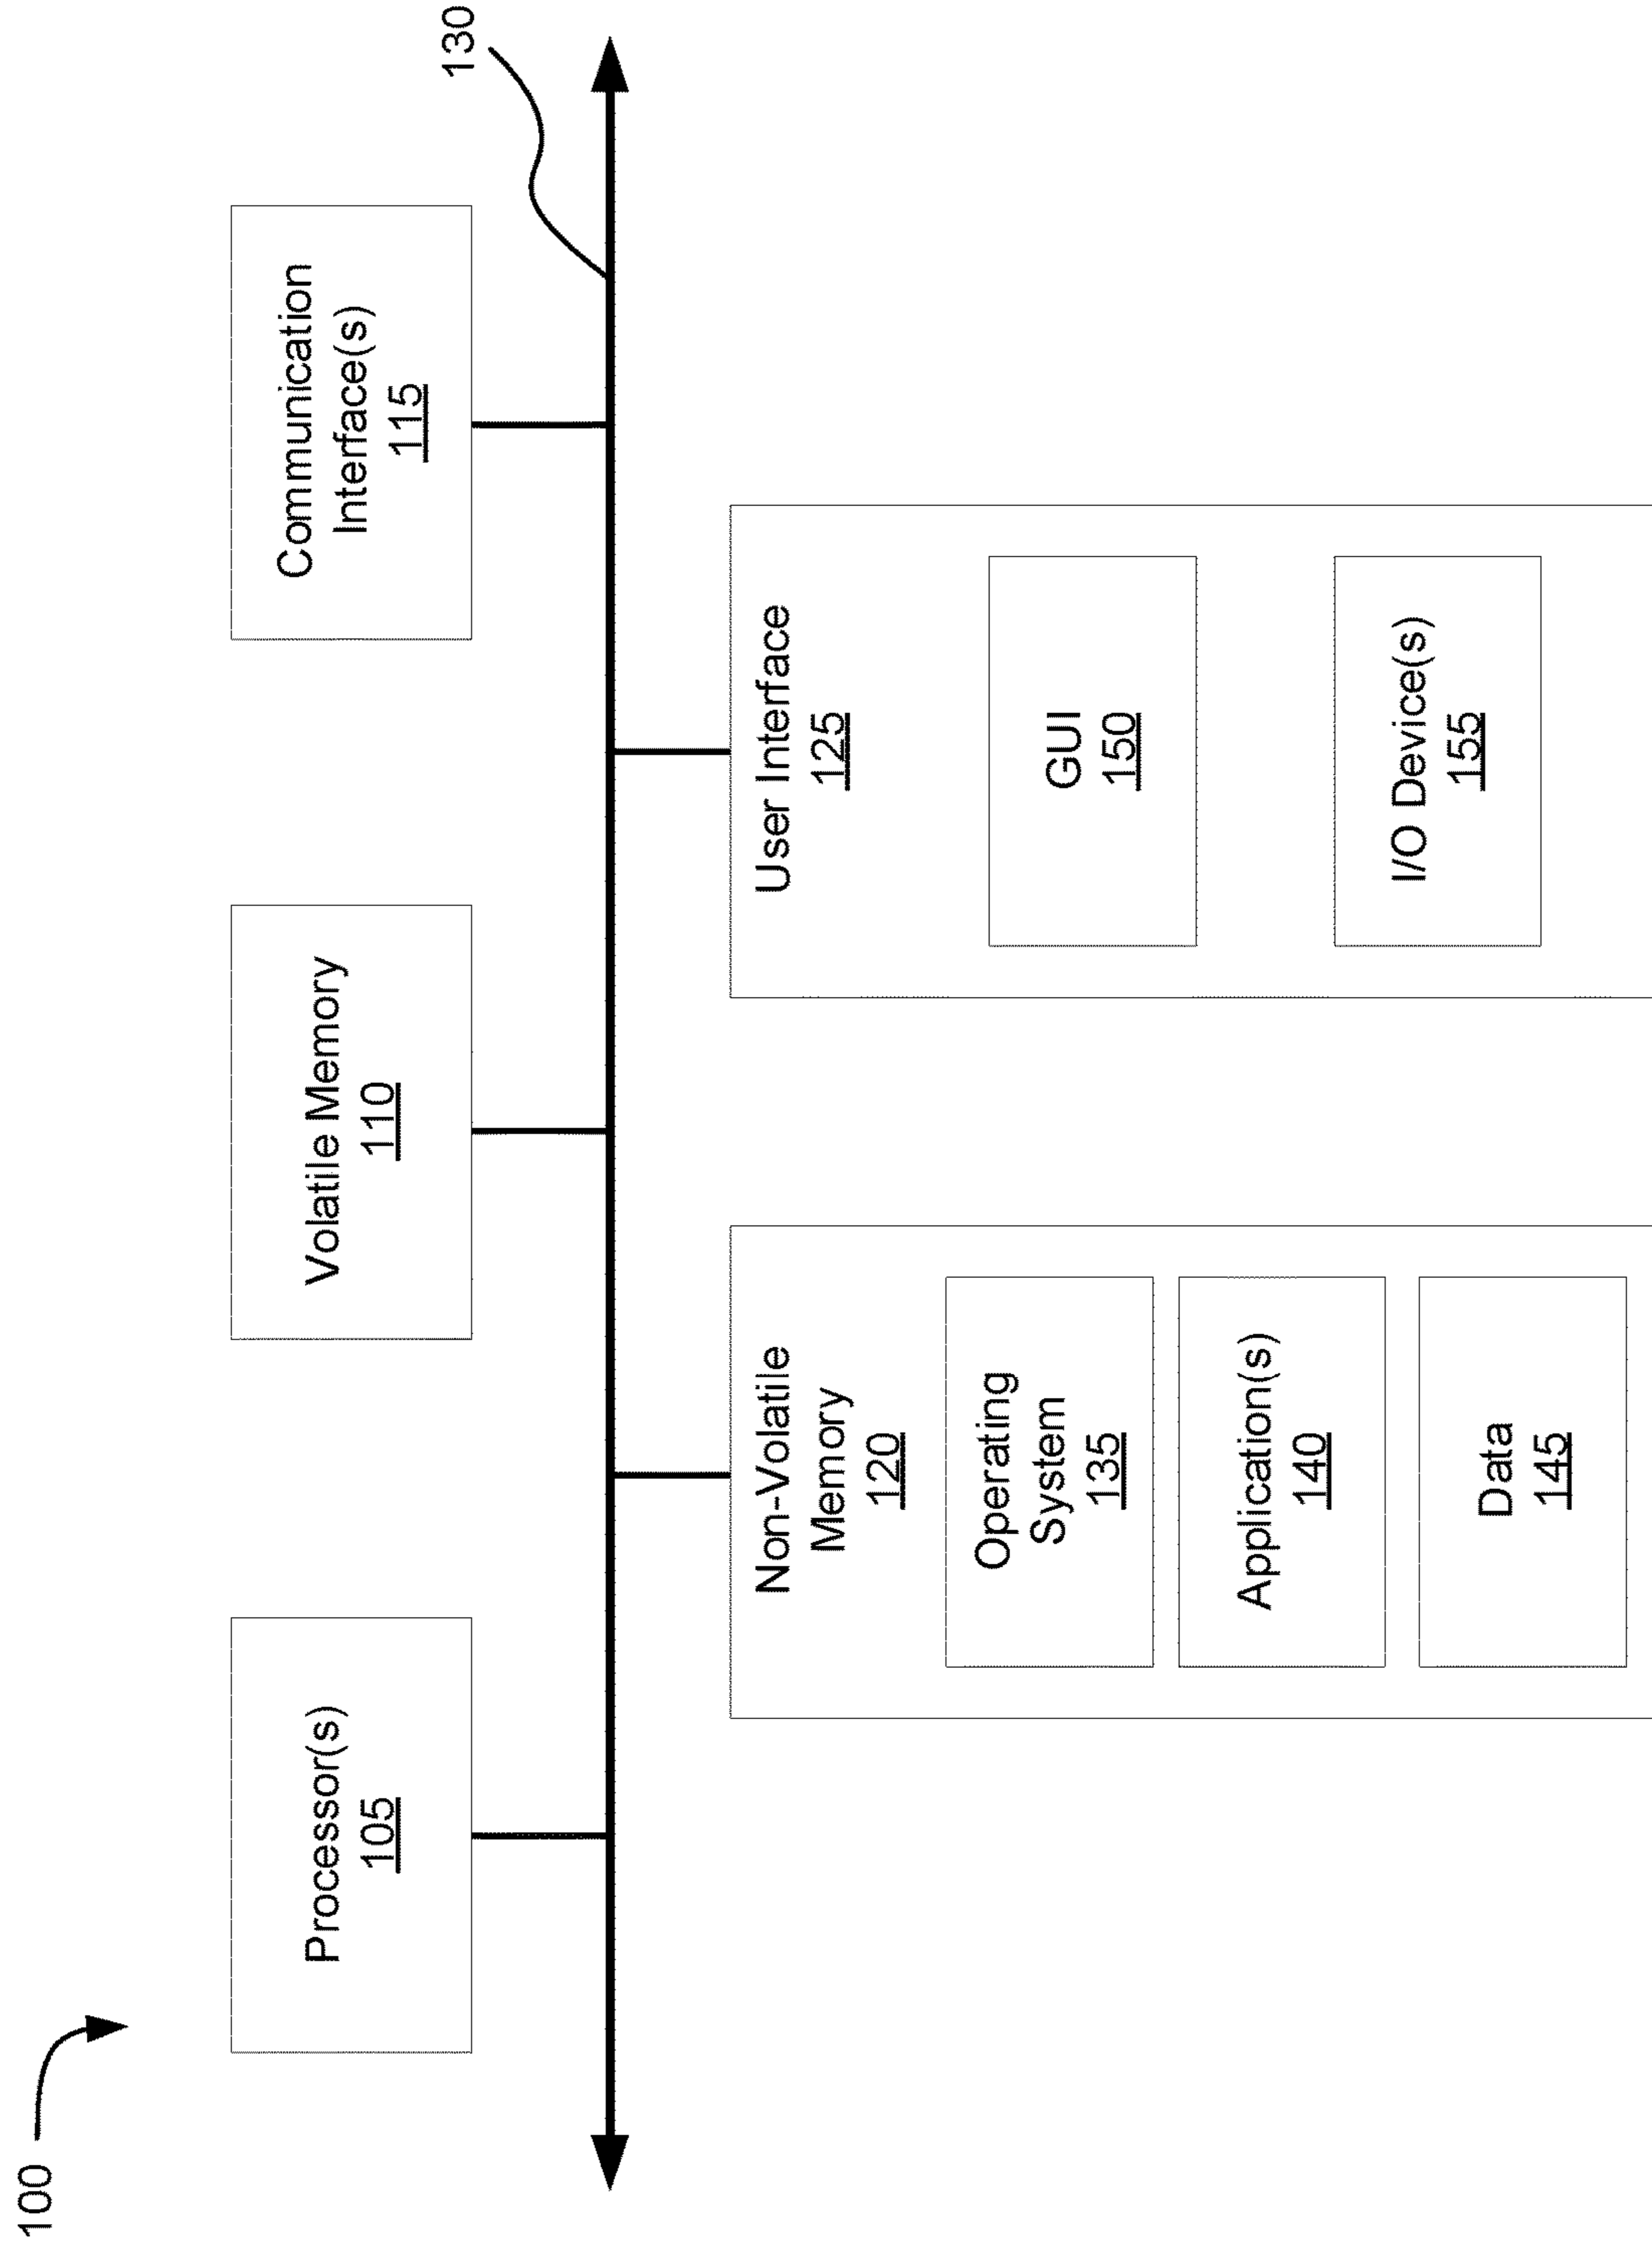 100
Processor(s)
105
Volatile Memory
110
Communication
Interface(s)
115
130
Non-Volatile
Memory
120
Operating
System
135
Application(s)
140
Data
145
User Interface
125
GUI
150
I/O Device(s)
155